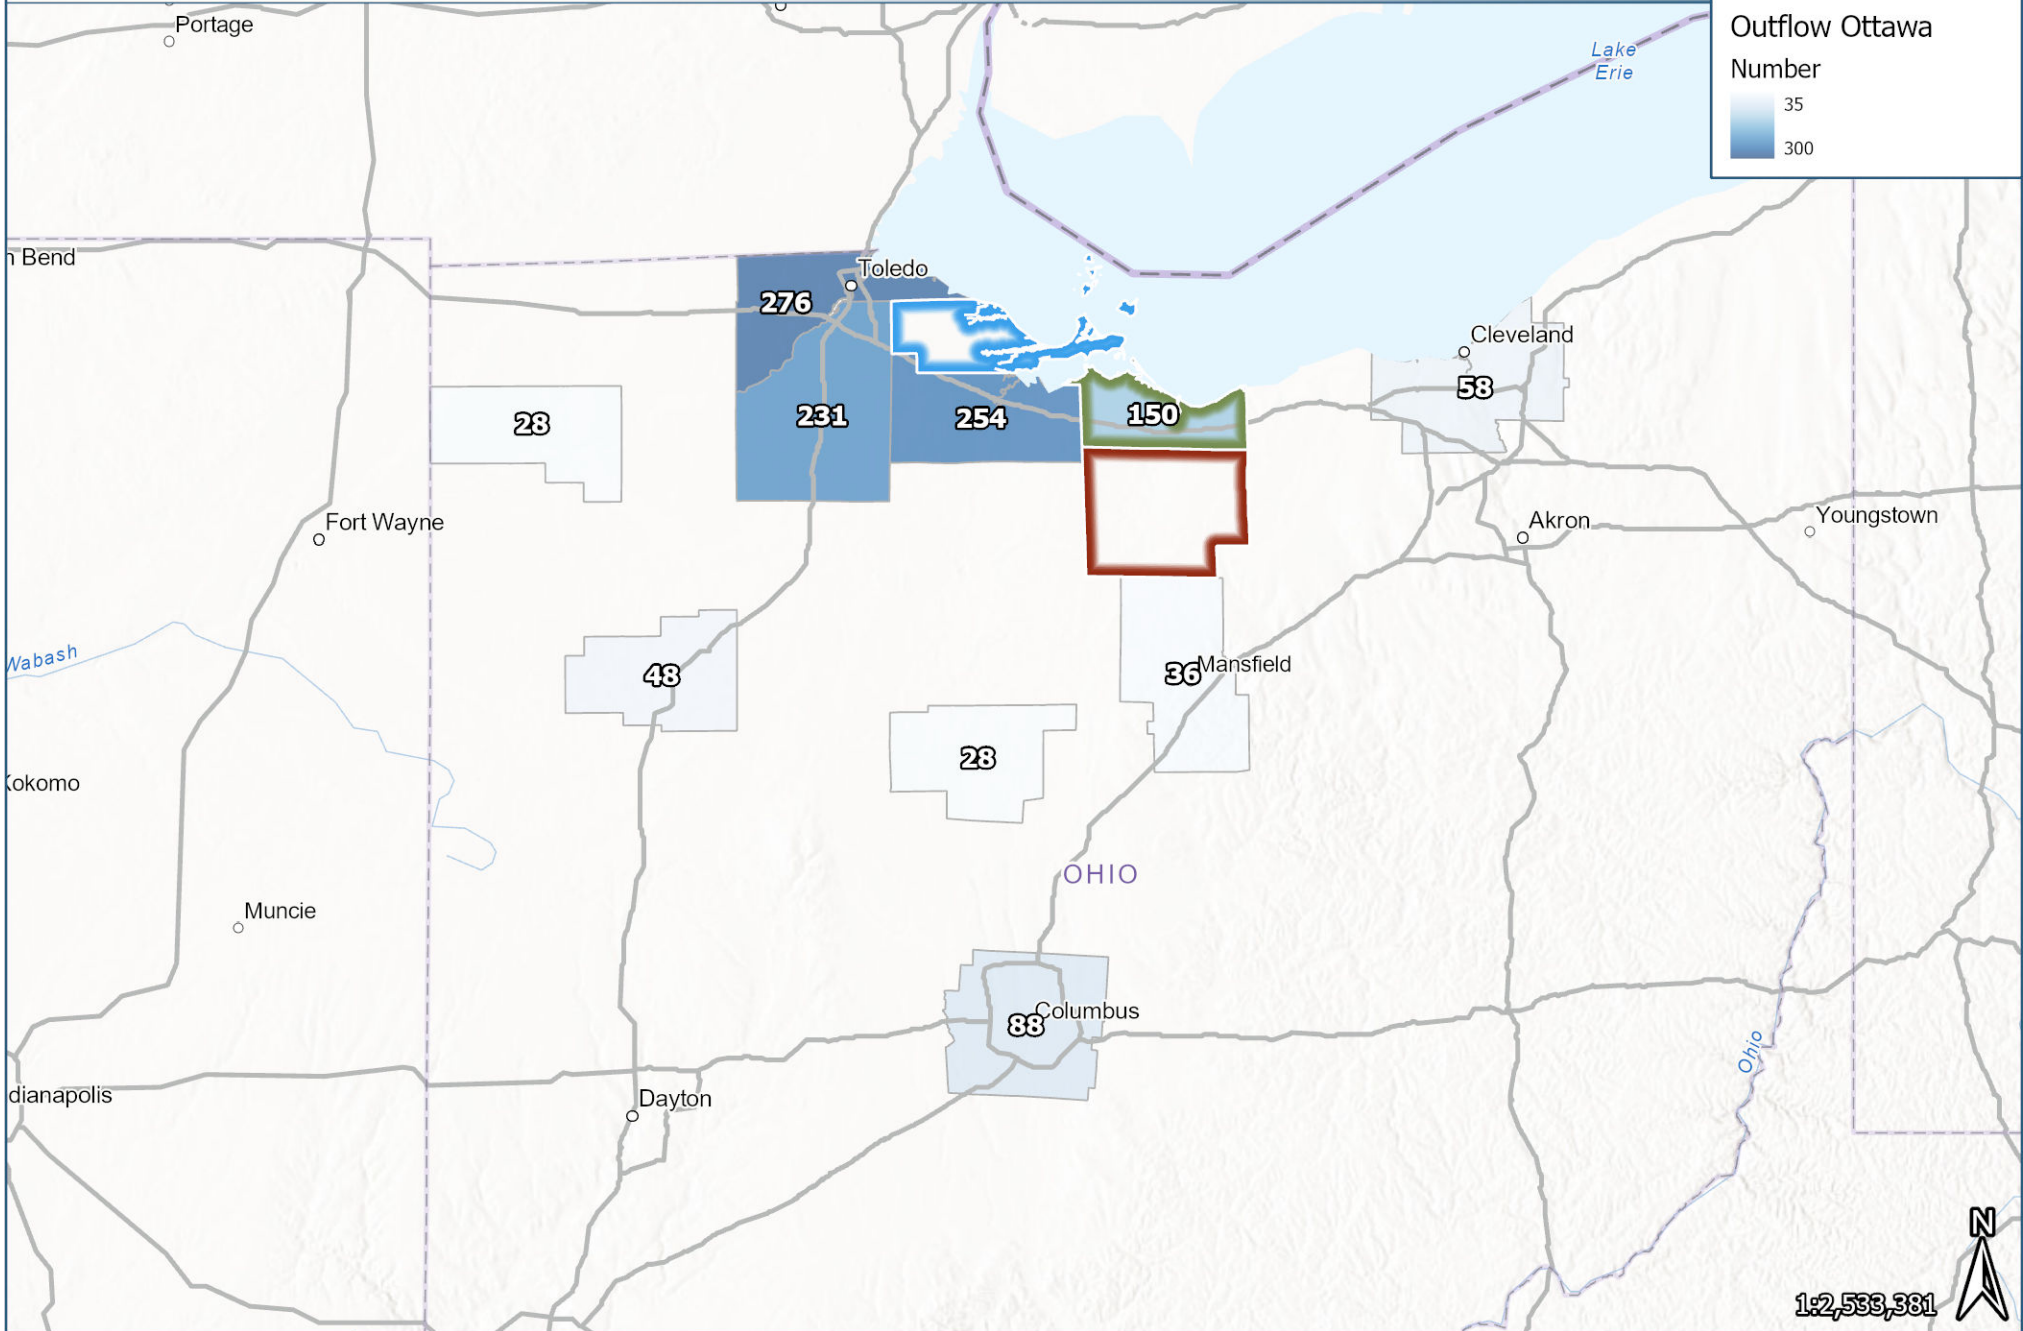 Portage
Outflow Ottawa
Number
35
300
Lake
Erie
n Bend
Toledo
276
Cleveland
58
28
231
254
150
Fort Wayne
Akron
Youngstown
Wabash
48
36
Mansfield
28
Kokomo
OHIO
Muncie
Columbus
88
Ohio
dianapolis
Dayton
N
1:2,533,381